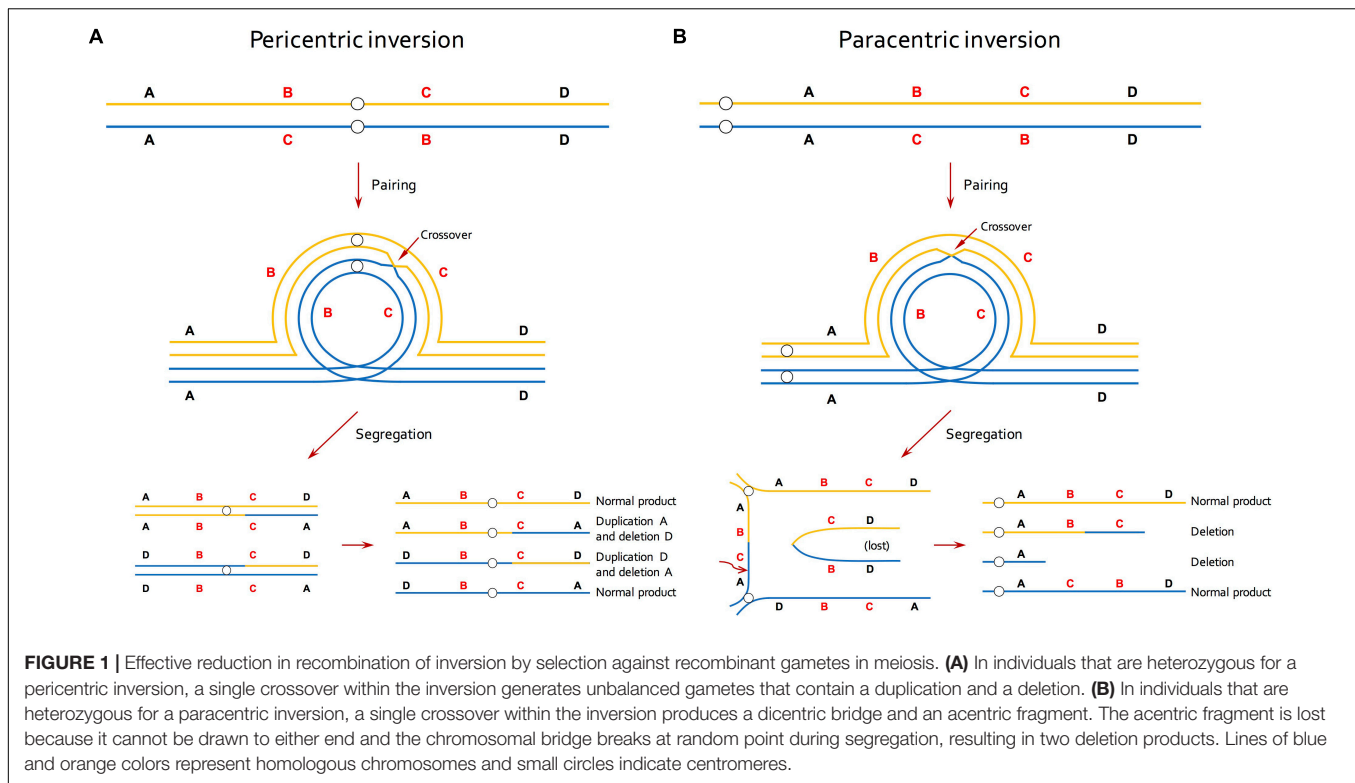 A Pericentric inversion
A B C D
A C B D
Pairing
Crossover
B C
B C
A D
A D
Segregation
A B C D
A B C A
D B C D
D B C A
A B C D Normal product
A B C A Duplication A
and deletion D
D B C D Duplication D
and deletion A
D B C A Normal product
B Paracentric inversion
A B C D
A C B D
Pairing
Crossover
B C
B C
A D
A D
Segregation
A B C D
A
B
C
A
C D
(lost)
B D
D B C A
A B C D Normal product
A B C Deletion
A Deletion
A C B D Normal product
FIGURE 1 | Effective reduction in recombination of inversion by selection against recombinant gametes in meiosis. (A) In individuals that are heterozygous for a
pericentric inversion, a single crossover within the inversion generates unbalanced gametes that contain a duplication and a deletion. (B) In individuals that are
heterozygous for a paracentric inversion, a single crossover within the inversion produces a dicentric bridge and an acentric fragment. The acentric fragment is lost
because it cannot be drawn to either end and the chromosomal bridge breaks at random point during segregation, resulting in two deletion products. Lines of blue
and orange colors represent homologous chromosomes and small circles indicate centromeres.